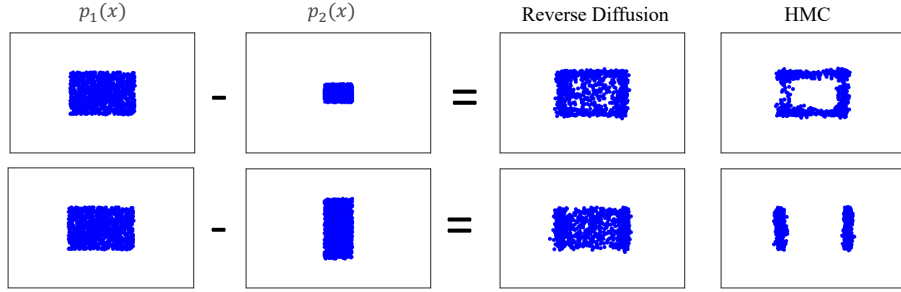 p₁(x) p₂(x) Reverse Diffusion HMC
- =
- =